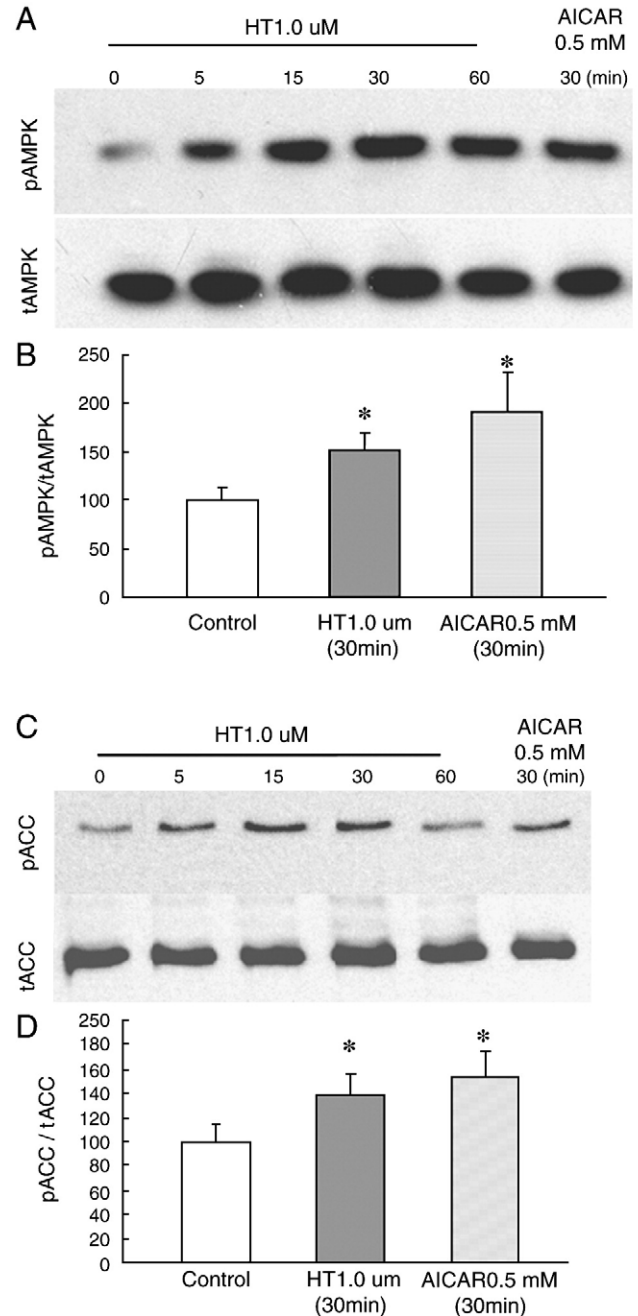 A
HT1.0 uM
AICAR
0.5 mM
0 5 15 30 60 30 (min)
pAMPK
tAMPK
B
pAMPK/tAMPK
250
200
150
100
50
0
*
*
Control
HT1.0 um
(30min)
AICAR0.5 mM
(30min)
C
HT1.0 uM
AICAR
0.5 mM
0 5 15 30 60 30 (min)
pACC
tACC
D
pACC / tACC
250
160
140
120
100
80
60
40
20
0
*
*
Control
HT1.0 um
(30min)
AICAR0.5 mM
(30min)